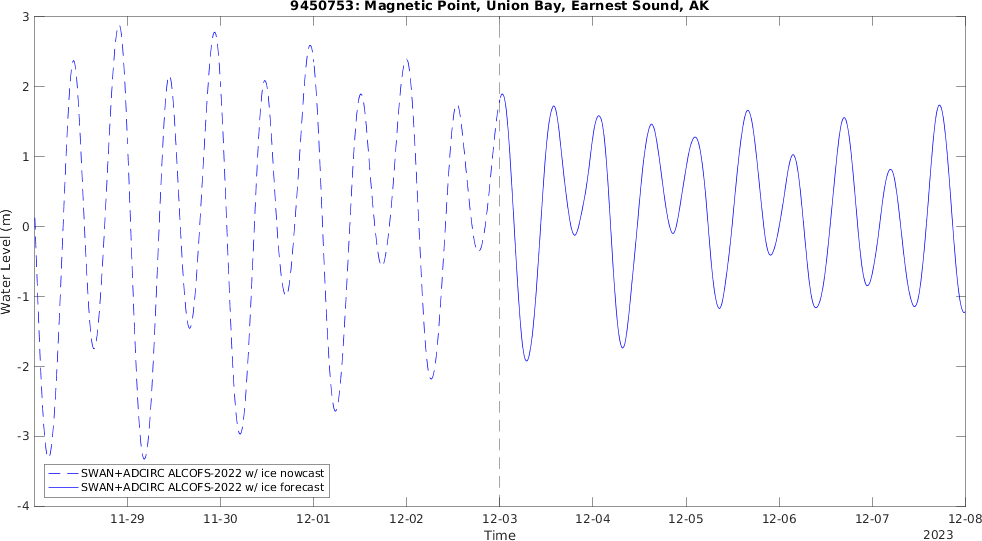 9450753: Magnetic Point, Union Bay, Earnest Sound, AK
Water Level (m)
3
2
1
0
-1
-2
-3
-4
SWAN+ADCIRC ALCOFS-2022 w/ ice nowcast
SWAN+ADCIRC ALCOFS-2022 w/ ice forecast
11-29 11-30 12-01 12-02 12-03 12-04 12-05 12-06 12-07 12-08
Time
2023